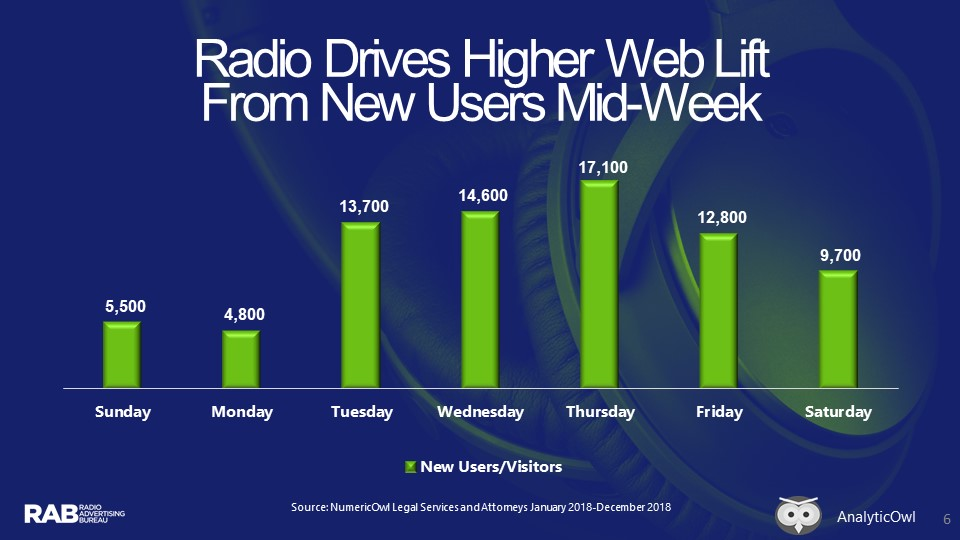 Radio Drives Higher Web Lift
From New Users Mid-Week
17,100
14,600
13,700
12,800
9,700
5,500
4,800
Sunday Monday Tuesday Wednesday Thursday Friday Saturday
New Users/Visitors
Source: NumericOwl Legal Services and Attorneys January 2018-December 2018
RAB RADIO
ADVERTISING
BUREAU
AnalyticOwl 6